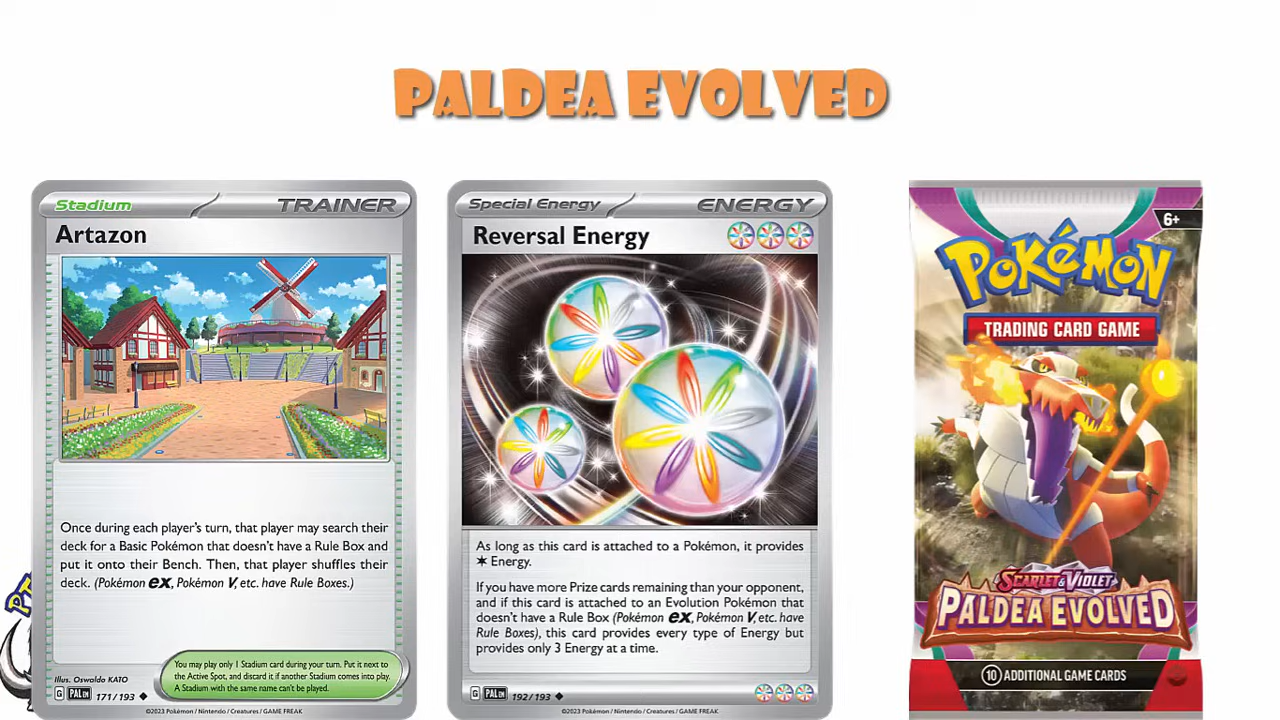 PALDEA EVOLVED
Stadium TRAINER
Artazon
Once during each player's turn, that player may search their
deck for a Basic Pokémon that doesn't have a Rule Box and
put it onto their Bench. Then, that player shuffles their
deck. (Pokémon ex, Pokémon V, etc. have Rule Boxes.)
You may play only 1 Stadium card during your turn. Put it next to
the Active Spot, and discard it if another Stadium comes into play.
A Stadium with the same name can't be played.
Illus. Oswaldo KATO
G PAL EN 171/193
©2023 Pokémon / Nintendo / Creatures / GAME FREAK
Special Energy ENERGY
Reversal Energy
As long as this card is attached to a Pokémon, it provides
Energy.
If you have more Prize cards remaining than your opponent,
and if this card is attached to an Evolution Pokémon that
doesn't have a Rule Box (Pokémon ex, Pokémon V, etc. have
Rule Boxes), this card provides every type of Energy but
provides only 3 Energy at a time.
G PAL EN 192/193
©2023 Pokémon / Nintendo / Creatures / GAME FREAK
6+
POKéMON
TRADING CARD GAME
SCARLET & VIOLET
PALDEA EVOLVED
10 ADDITIONAL GAME CARDS